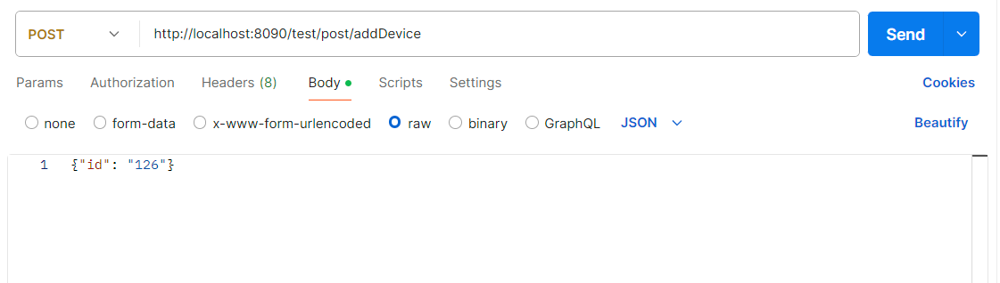 POST http://localhost:8090/test/post/addDevice Send
Params Authorization Headers (8) Body Scripts Settings Cookies
none form-data x-www-form-urlencoded raw binary GraphQL JSON Beautify
1 {"id": "126"}